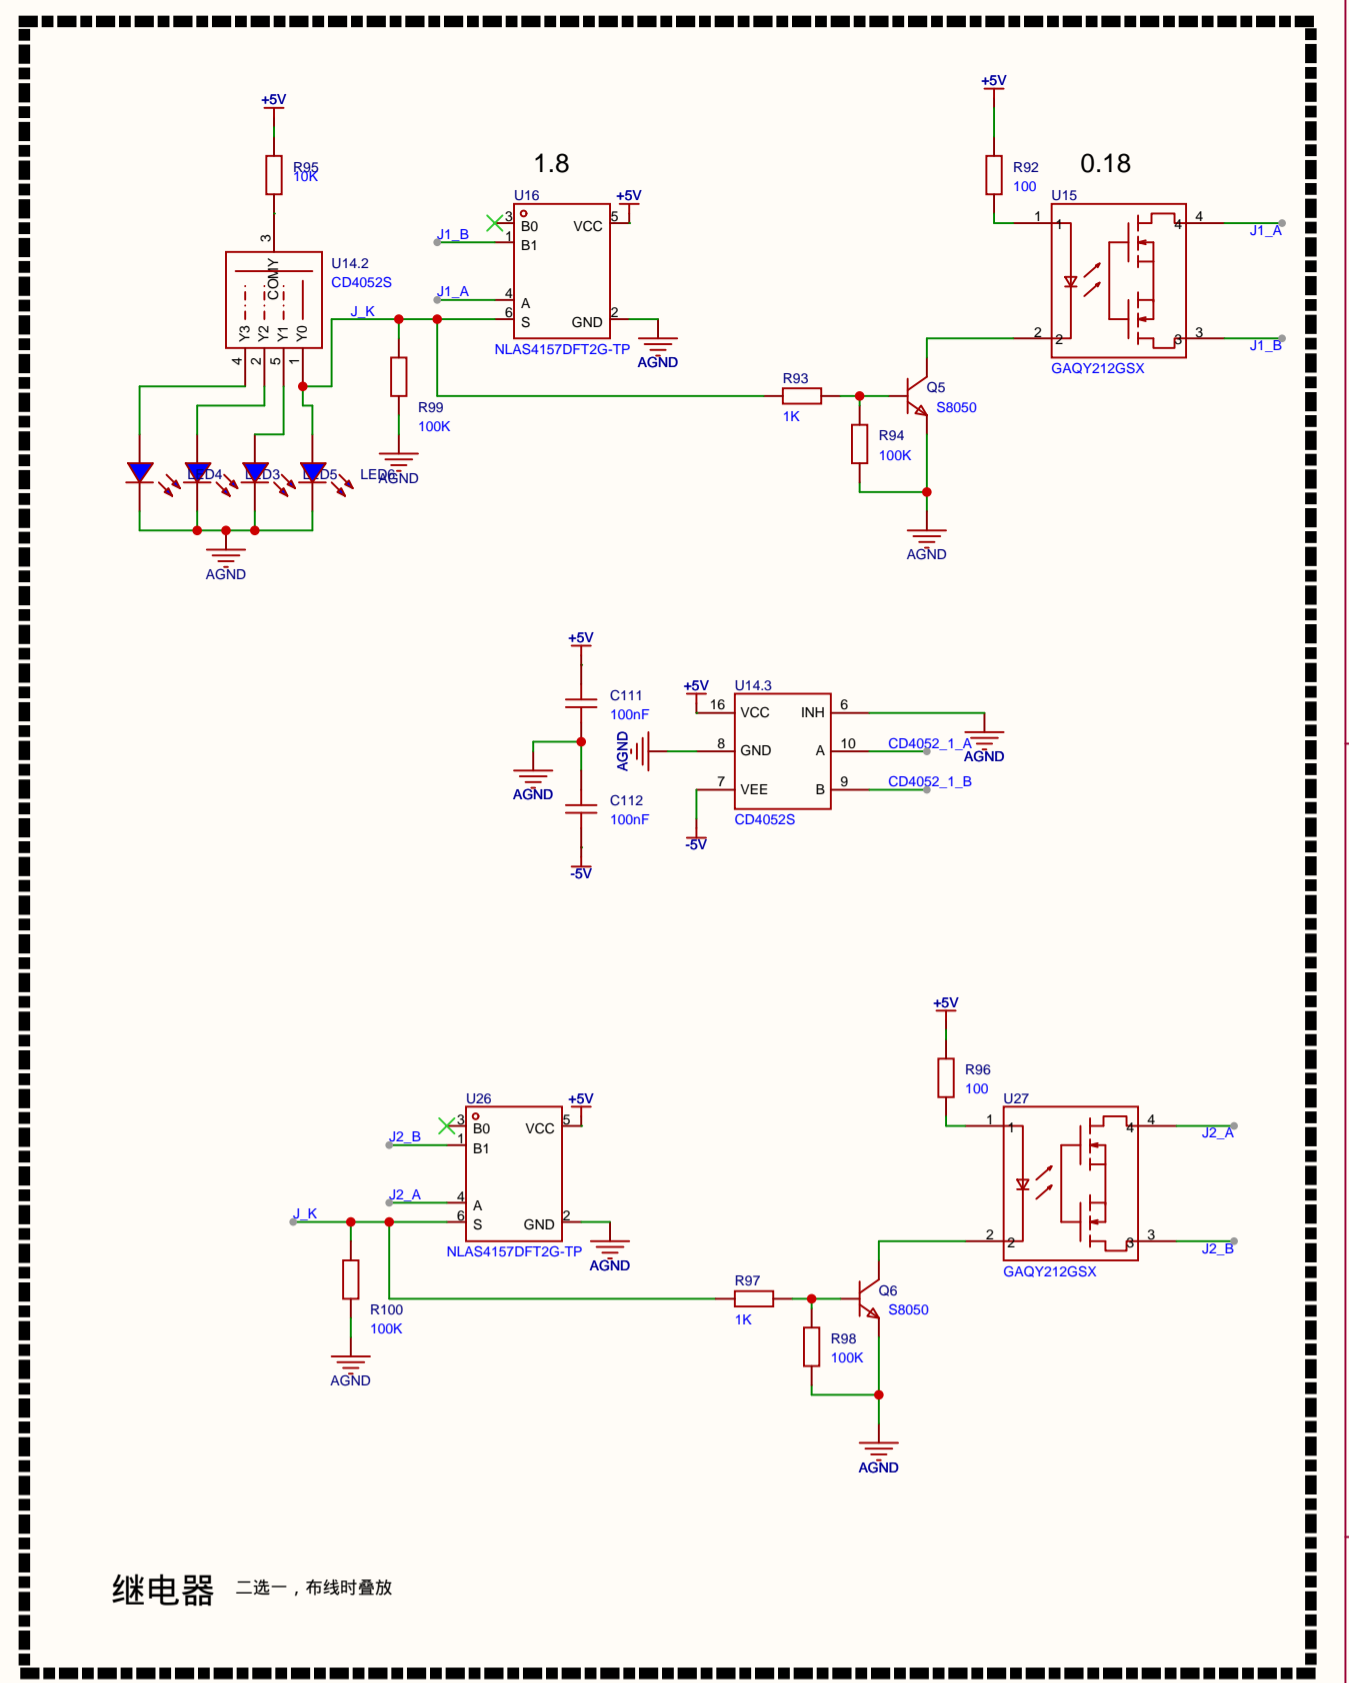 +5V
R95
10K
3
COMY
U14.2
CD4052S
Y3
Y2
Y1
Y0
4
2
5
1
J_K
LED4
LED3
LED5
AGND
R99
100K
AGND
1.8
U16
+5V
3
B0
VCC
5
J1_B
1
B1
J1_A
4
A
6
S
GND
2
NLAS4157DFT2G-TP
AGND
R93
1K
R94
100K
Q5
S8050
AGND
+5V
R92
100
0.18
U15
1
1
4
4
J1_A
2
2
3
3
J1_B
GAQY212GSX
+5V
C111
100nF
AGND
C112
100nF
-5V
+5V
U14.3
16
VCC
INH
6
AGND
8
GND
A
10
CD4052_1_A
AGND
7
VEE
B
9
CD4052_1_B
CD4052S
-5V
U26
+5V
3
B0
VCC
5
J2_B
1
B1
J2_A
4
A
J_K
6
S
GND
2
NLAS4157DFT2G-TP
AGND
R100
100K
AGND
R97
1K
R98
100K
Q6
S8050
AGND
+5V
R96
100
U27
1
1
4
4
J2_A
2
2
3
3
J2_B
GAQY212GSX
继电器 二选一，布线时叠放